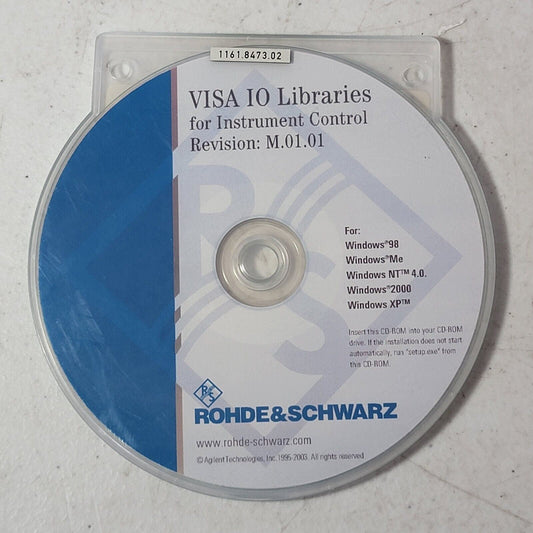 1161.8473.02
VISA IO Libraries
for Instrument Control
Revision: M.01.01
For:
Windows®98
Windows®Me
Windows NT™ 4.0.
Windows®2000
Windows XP™
Insert this CD-ROM into your CD-ROM
drive. If the installation does not start
automatically, run "setup.exe" from
this CD-ROM.
R
S
R&S
ROHDE&SCHWARZ
www.rohde-schwarz.com
© Agilent Technologies, Inc. 1995-2003. All rights reserved.